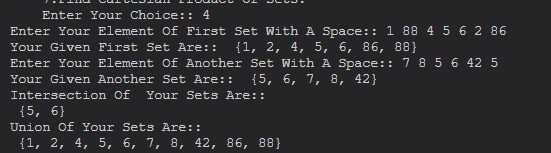 7.Find Cartesian Product Of Sets.
Enter Your Choice:: 4
Enter Your Element Of First Set With A Space:: 1 88 4 5 6 2 86
Your Given First Set Are::  {1, 2, 4, 5, 6, 86, 88}
Enter Your Element Of Another Set With A Space:: 7 8 5 6 42 5
Your Given Another Set Are::  {5, 6, 7, 8, 42}
Intersection Of  Your Sets Are::
{5, 6}
Union Of Your Sets Are::
{1, 2, 4, 5, 6, 7, 8, 42, 86, 88}